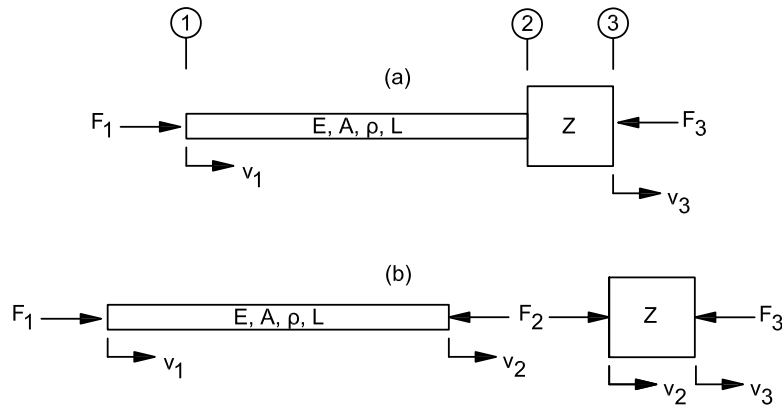 1 2 3
(a)
F1 E, A, ρ, L Z F3
v1 v3
(b)
F1 E, A, ρ, L F2 Z F3
v1 v2 v2 v3